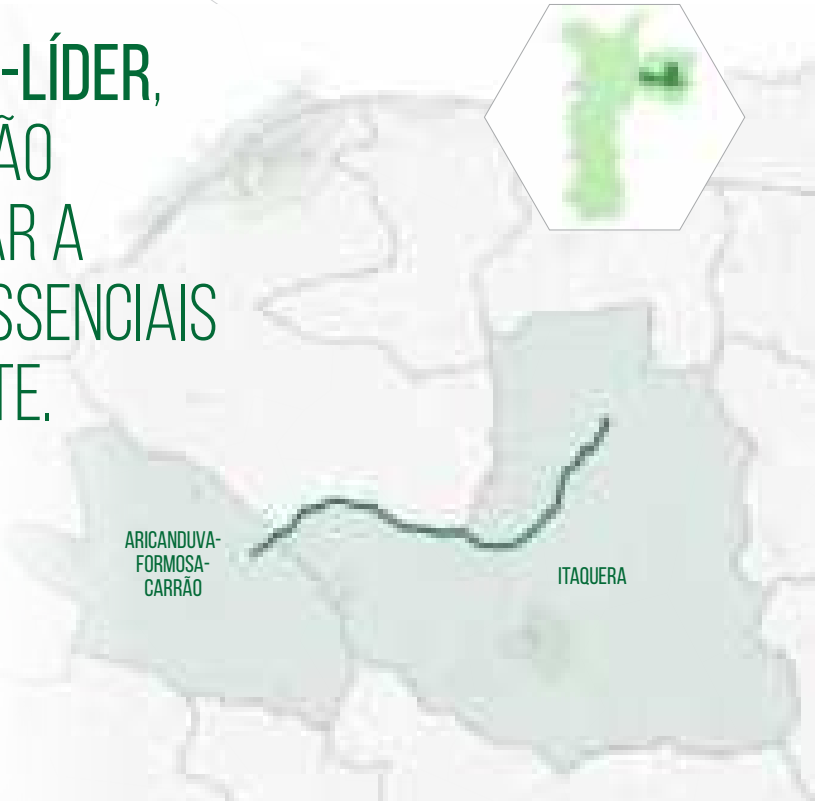 -LÍDER,
ÃO
AR A
SSENCIAIS
TE.
ARICANDUVA-
FORMOSA-
CARRÃO
ITAQUERA